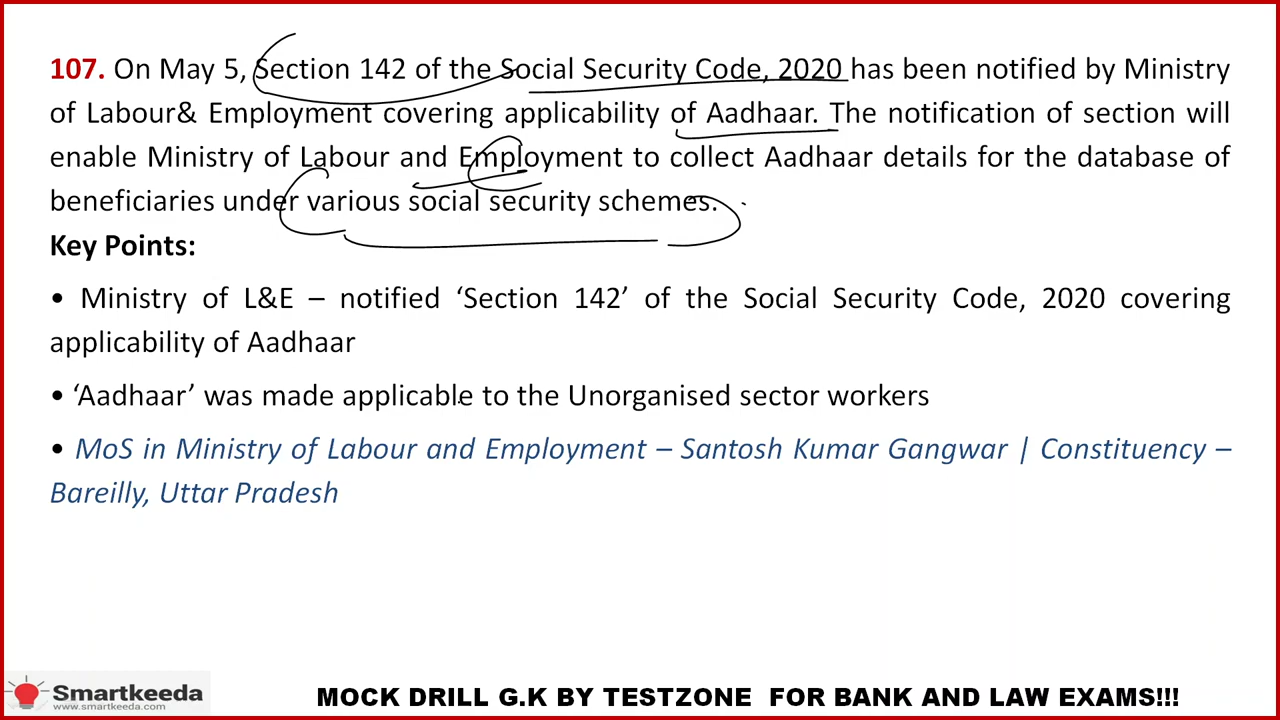 107. On May 5, Section 142 of the Social Security Code, 2020 has been notified by Ministry
of Labour& Employment covering applicability of Aadhaar. The notification of section will
enable Ministry of Labour and Employment to collect Aadhaar details for the database of
beneficiaries under various social security schemes.
Key Points:
• Ministry of L&E – notified ‘Section 142’ of the Social Security Code, 2020 covering
applicability of Aadhaar
• ‘Aadhaar’ was made applicable to the Unorganised sector workers
• MoS in Ministry of Labour and Employment – Santosh Kumar Gangwar | Constituency –
Bareilly, Uttar Pradesh
Smartkeeda
www.smartkeeda.com
MOCK DRILL G.K BY TESTZONE FOR BANK AND LAW EXAMS!!!